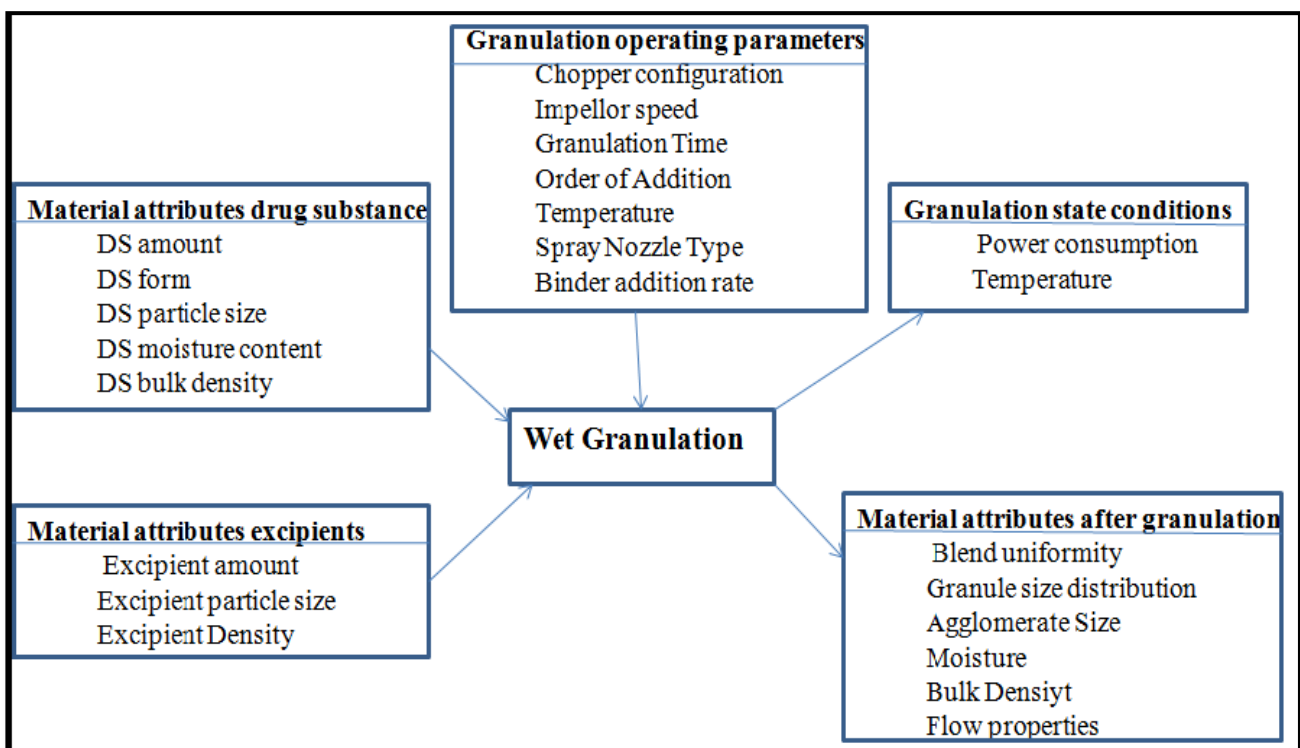 Granulation operating parameters
Chopper configuration
Impellor speed
Granulation Time
Order of Addition
Temperature
Spray Nozzle Type
Binder addition rate
Material attributes drug substance
DS amount
DS form
DS particle size
DS moisture content
DS bulk density
Granulation state conditions
Power consumption
Temperature
Wet Granulation
Material attributes excipients
Excipient amount
Excipient particle size
Excipient Density
Material attributes after granulation
Blend uniformity
Granule size distribution
Agglomerate Size
Moisture
Bulk Densiyt
Flow properties